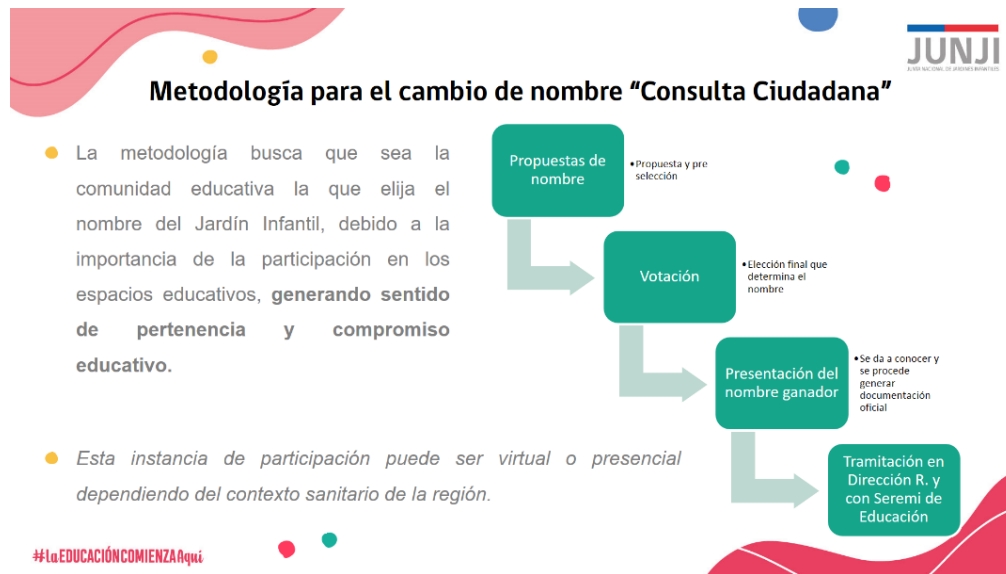 JUNJI
JUNTA NACIONAL DE JARDINES INFANTILES
Metodología para el cambio de nombre “Consulta Ciudadana”
La metodología busca que sea la
comunidad educativa la que elija el
nombre del Jardín Infantil, debido a la
importancia de la participación en los
espacios educativos, generando sentido
de pertenencia y compromiso
educativo.
Esta instancia de participación puede ser virtual o presencial
dependiendo del contexto sanitario de la región.
Propuestas de
nombre
•Propuesta y pre
selección
Votación
•Elección final que
determina el
nombre
Presentación del
nombre ganador
•Se da a conocer y
se procede
generar
documentación
oficial
Tramitación en
Dirección R. y
con Seremi de
Educación
#LaEDUCACIÓNCOMIENZAAquí